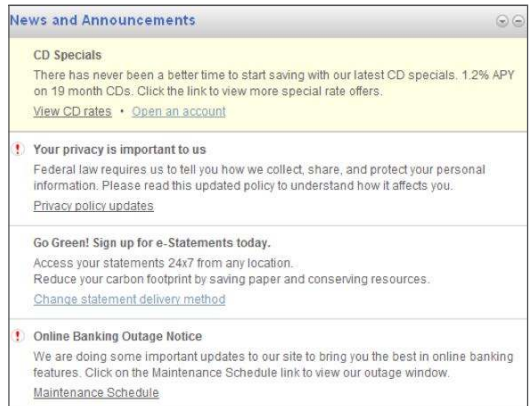 News and Announcements
CD Specials
There has never been a better time to start saving with our latest CD specials. 1.2% APY
on 19 month CDs. Click the link to view more special rate offers.
View CD rates • Open an account
! Your privacy is important to us
Federal law requires us to tell you how we collect, share, and protect your personal
information. Please read this updated policy to understand how it affects you.
Privacy policy updates
Go Green! Sign up for e-Statements today.
Access your statements 24x7 from any location.
Reduce your carbon footprint by saving paper and conserving resources.
Change statement delivery method
! Online Banking Outage Notice
We are doing some important updates to our site to bring you the best in online banking
features. Click on the Maintenance Schedule link to view our outage window.
Maintenance Schedule